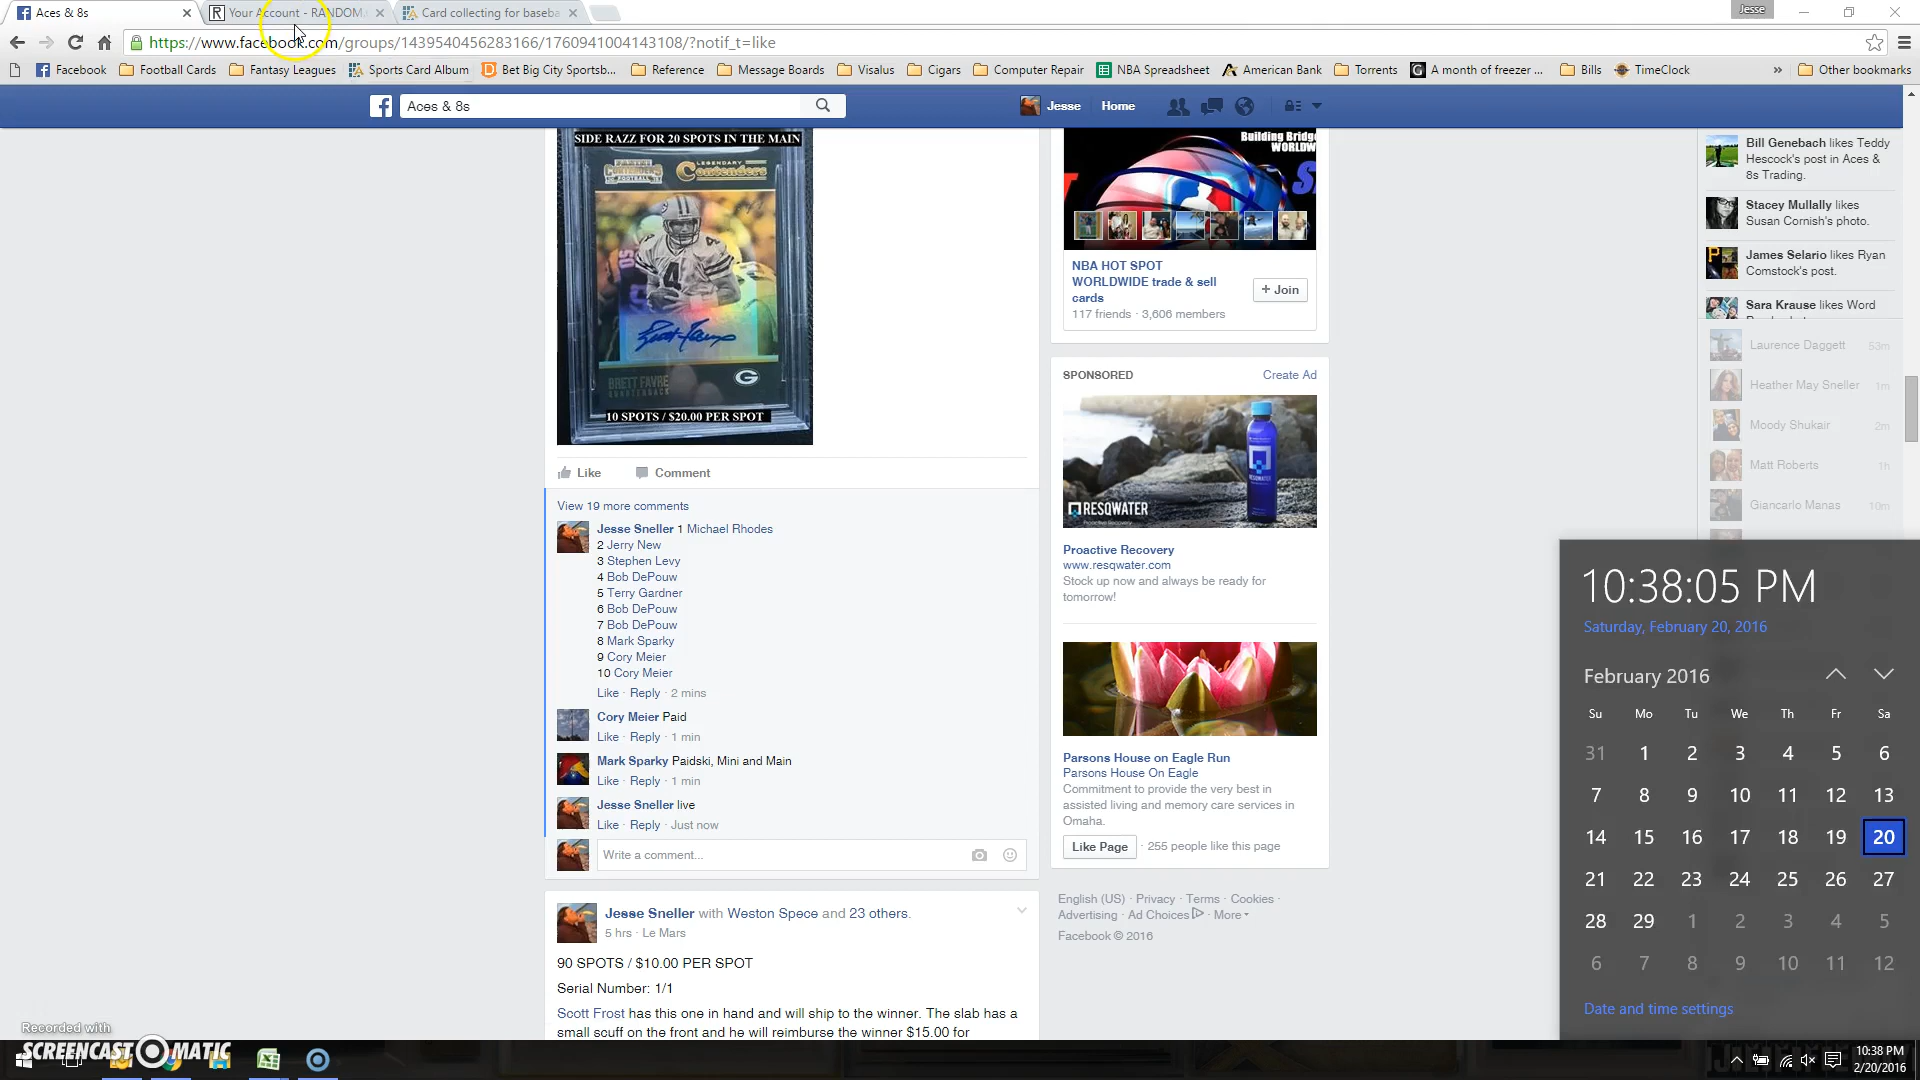 Aces & 8s
Your Account - RANDOM.
Card collecting for baseba
Jesse
https://www.facebook.com/groups/1439540456283166/1760941004143108/?notif_t=like
Facebook
Football Cards
Fantasy Leagues
Sports Card Album
Bet Big City Sportsb...
Reference
Message Boards
Visalus
Cigars
Computer Repair
NBA Spreadsheet
American Bank
Torrents
A month of freezer ...
Bills
TimeClock
Other bookmarks
Aces & 8s
Jesse
Home
SIDE RAZZ FOR 20 SPOTS IN THE MAIN
CONTENDERS
LEGENDARY
Contenders
4
BRETT FAVRE
QUARTERBACK
G
10 SPOTS / $20.00 PER SPOT
Like
Comment
View 19 more comments
Jesse Sneller 1 Michael Rhodes
2 Jerry New
3 Stephen Levy
4 Bob DePouw
5 Terry Gardner
6 Bob DePouw
7 Bob DePouw
8 Mark Sparky
9 Cory Meier
10 Cory Meier
Like · Reply · 2 mins
Cory Meier Paid
Like · Reply · 1 min
Mark Sparky Paidski, Mini and Main
Like · Reply · 1 min
Jesse Sneller live
Like · Reply · Just now
Write a comment...
Jesse Sneller with Weston Spece and 23 others.
5 hrs · Le Mars
90 SPOTS / $10.00 PER SPOT
Serial Number: 1/1
Scott Frost has this one in hand and will ship to the winner. The slab has a
small scuff on the front and he will reimburse the winner $15.00 for
Building Bridge
WORLDW
NBA HOT SPOT
WORLDWIDE trade & sell
cards
+ Join
117 friends · 3,606 members
SPONSORED
Create Ad
RESQWATER
Proactive Recovery
Proactive Recovery
www.resqwater.com
Stock up now and always be ready for
tomorrow!
Parsons House on Eagle Run
Parsons House On Eagle
Commitment to provide the very best in
assisted living and memory care services in
Omaha.
Like Page · 255 people like this page
English (US) · Privacy · Terms · Cookies ·
Advertising · Ad Choices · More
Facebook © 2016
Bill Genebach likes Teddy
Hescock's post in Aces &
8s Trading.
Stacey Mullally likes
Susan Cornish's photo.
James Selario likes Ryan
Comstock's post.
Sara Krause likes Word
Laurence Daggett 53m
Heather May Sneller 1m
Moody Shukair 2m
Matt Roberts 1h
Giancarlo Manas 10m
10:38:05 PM
Saturday, February 20, 2016
February 2016
Su Mo Tu We Th Fr Sa
31 1 2 3 4 5 6
7 8 9 10 11 12 13
14 15 16 17 18 19 20
21 22 23 24 25 26 27
28 29 1 2 3 4 5
6 7 8 9 10 11 12
Date and time settings
Recorded with
SCREENCAST-O-MATIC
10:38 PM
2/20/2016